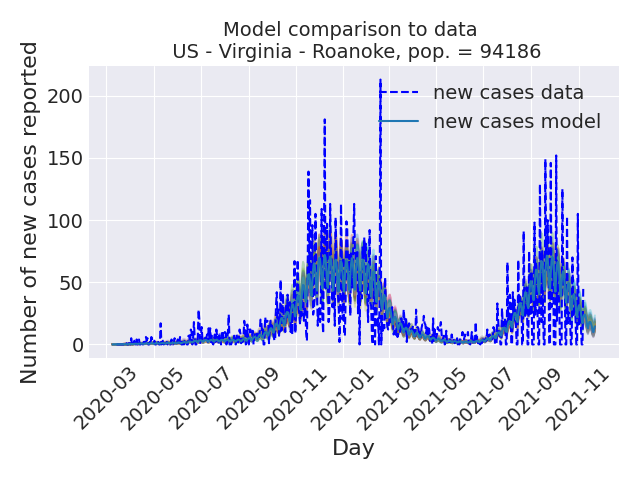 Model comparison to data
US - Virginia - Roanoke, pop. = 94186
Number of new cases reported
200
150
100
50
0
new cases data
new cases model
2020-03
2020-05
2020-07
2020-09
2020-11
2021-01
2021-03
2021-05
2021-07
2021-09
2021-11
Day